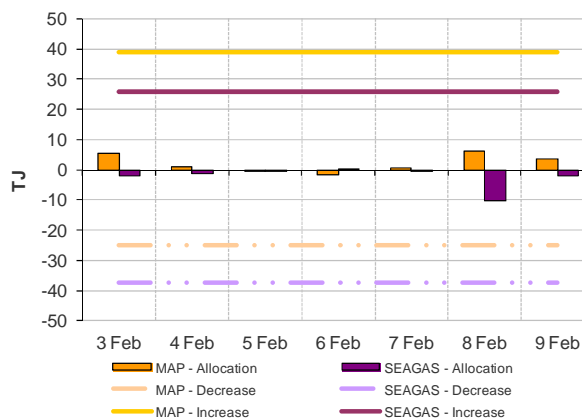 50
40
30
20
10
0
-10
-20
-30
-40
-50
TJ
3 Feb 4 Feb 5 Feb 6 Feb 7 Feb 8 Feb 9 Feb
MAP - Allocation SEAGAS - Allocation
MAP - Decrease SEAGAS - Decrease
MAP - Increase SEAGAS - Increase